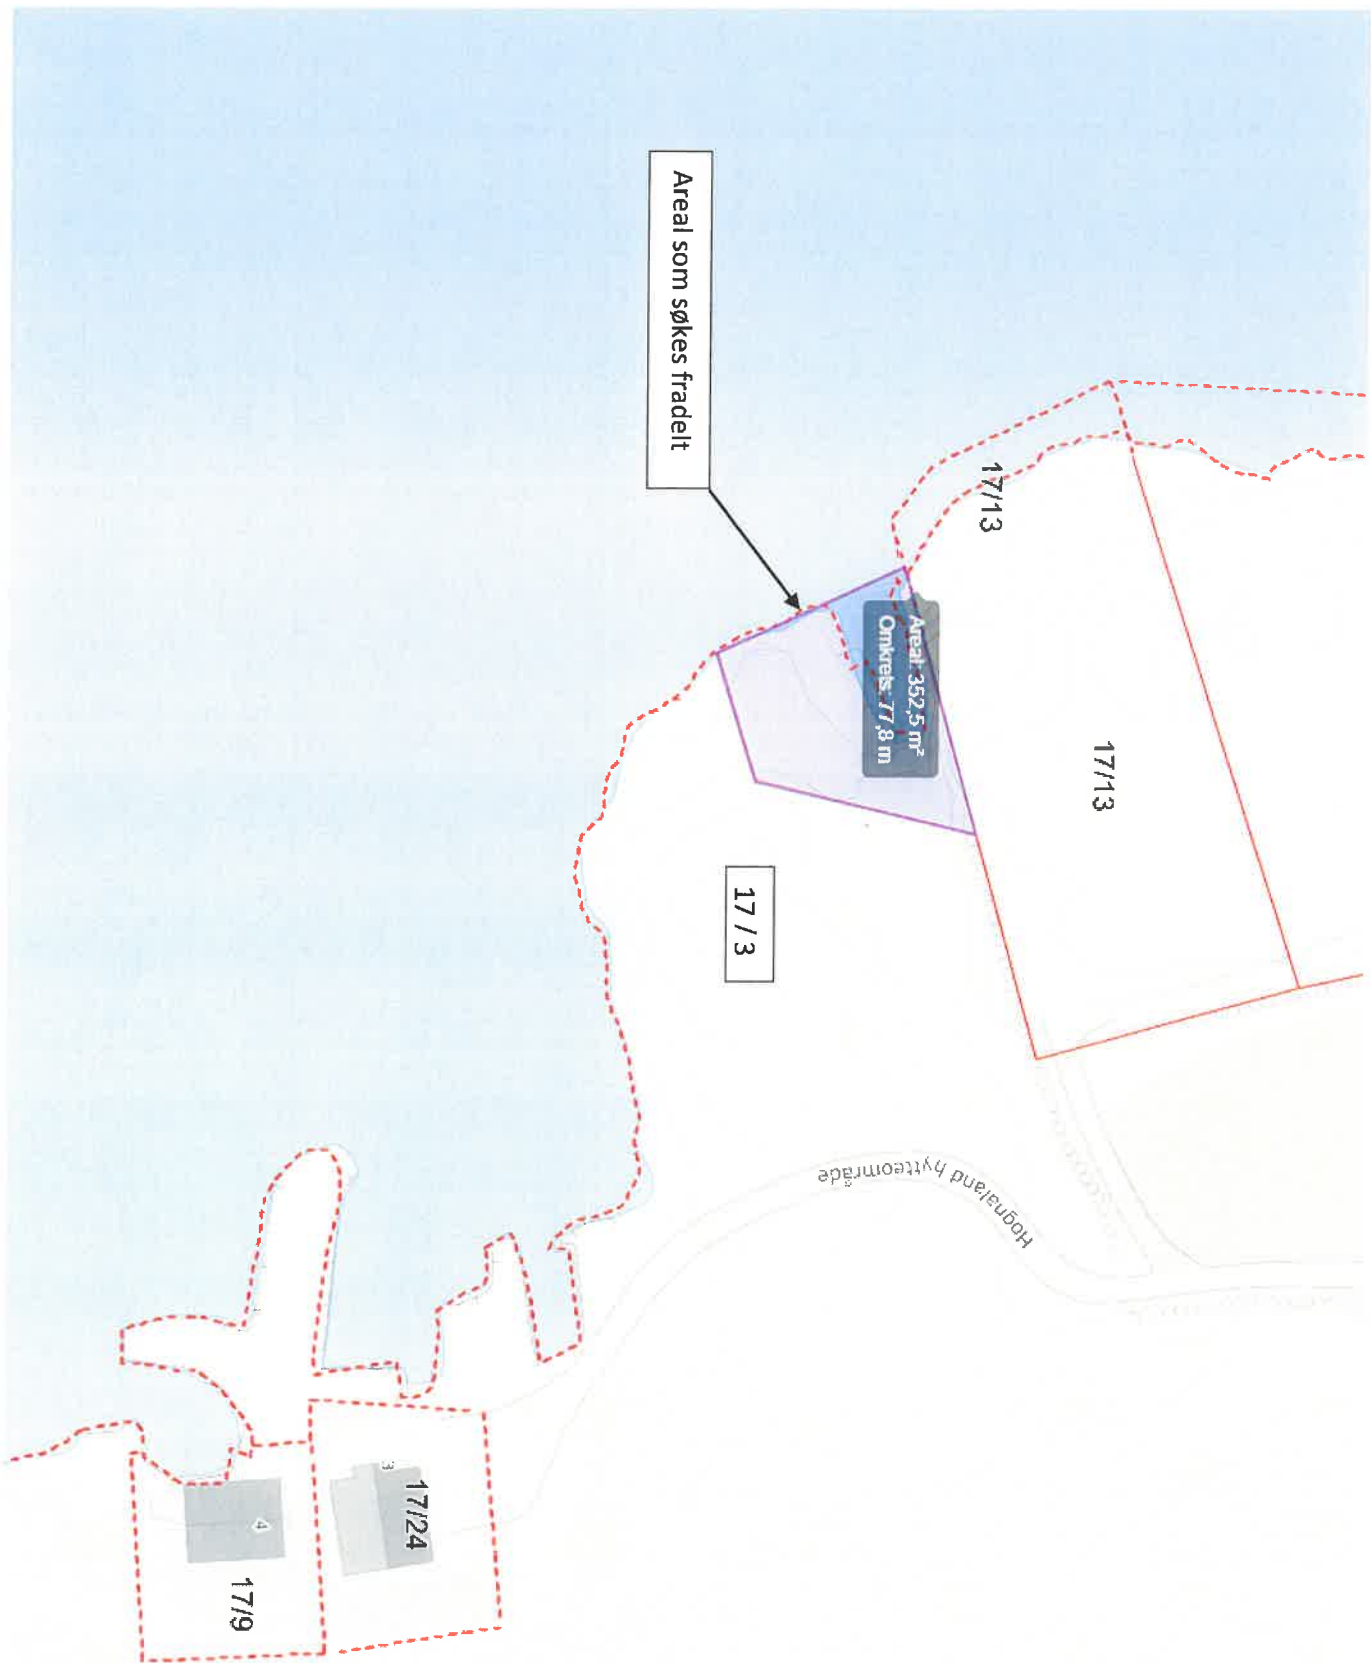 Areal som søkes fradelt
17/13
Areal: 352,5 m²
Omkrets: 77,8 m
17/13
17 / 3
Hognaland hytteområde
3
17/24
4
17/9